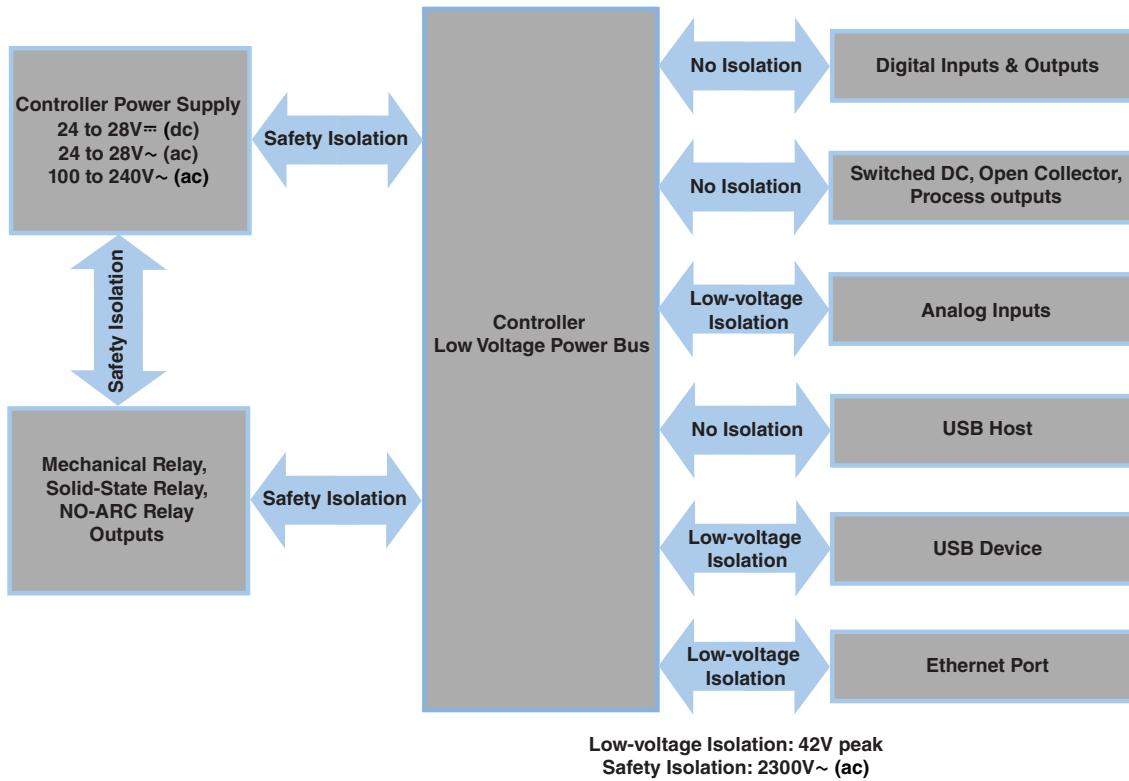 Controller Power Supply
24 to 28V⎓ (dc)
24 to 28V~ (ac)
100 to 240V~ (ac)
Safety Isolation
Safety Isolation
Mechanical Relay,
Solid-State Relay,
NO-ARC Relay
Outputs
Safety Isolation
Controller
Low Voltage Power Bus
No Isolation
Digital Inputs & Outputs
No Isolation
Switched DC, Open Collector,
Process outputs
Low-voltage
Isolation
Analog Inputs
No Isolation
USB Host
Low-voltage
Isolation
USB Device
Low-voltage
Isolation
Ethernet Port
Low-voltage Isolation: 42V peak
Safety Isolation: 2300V~ (ac)